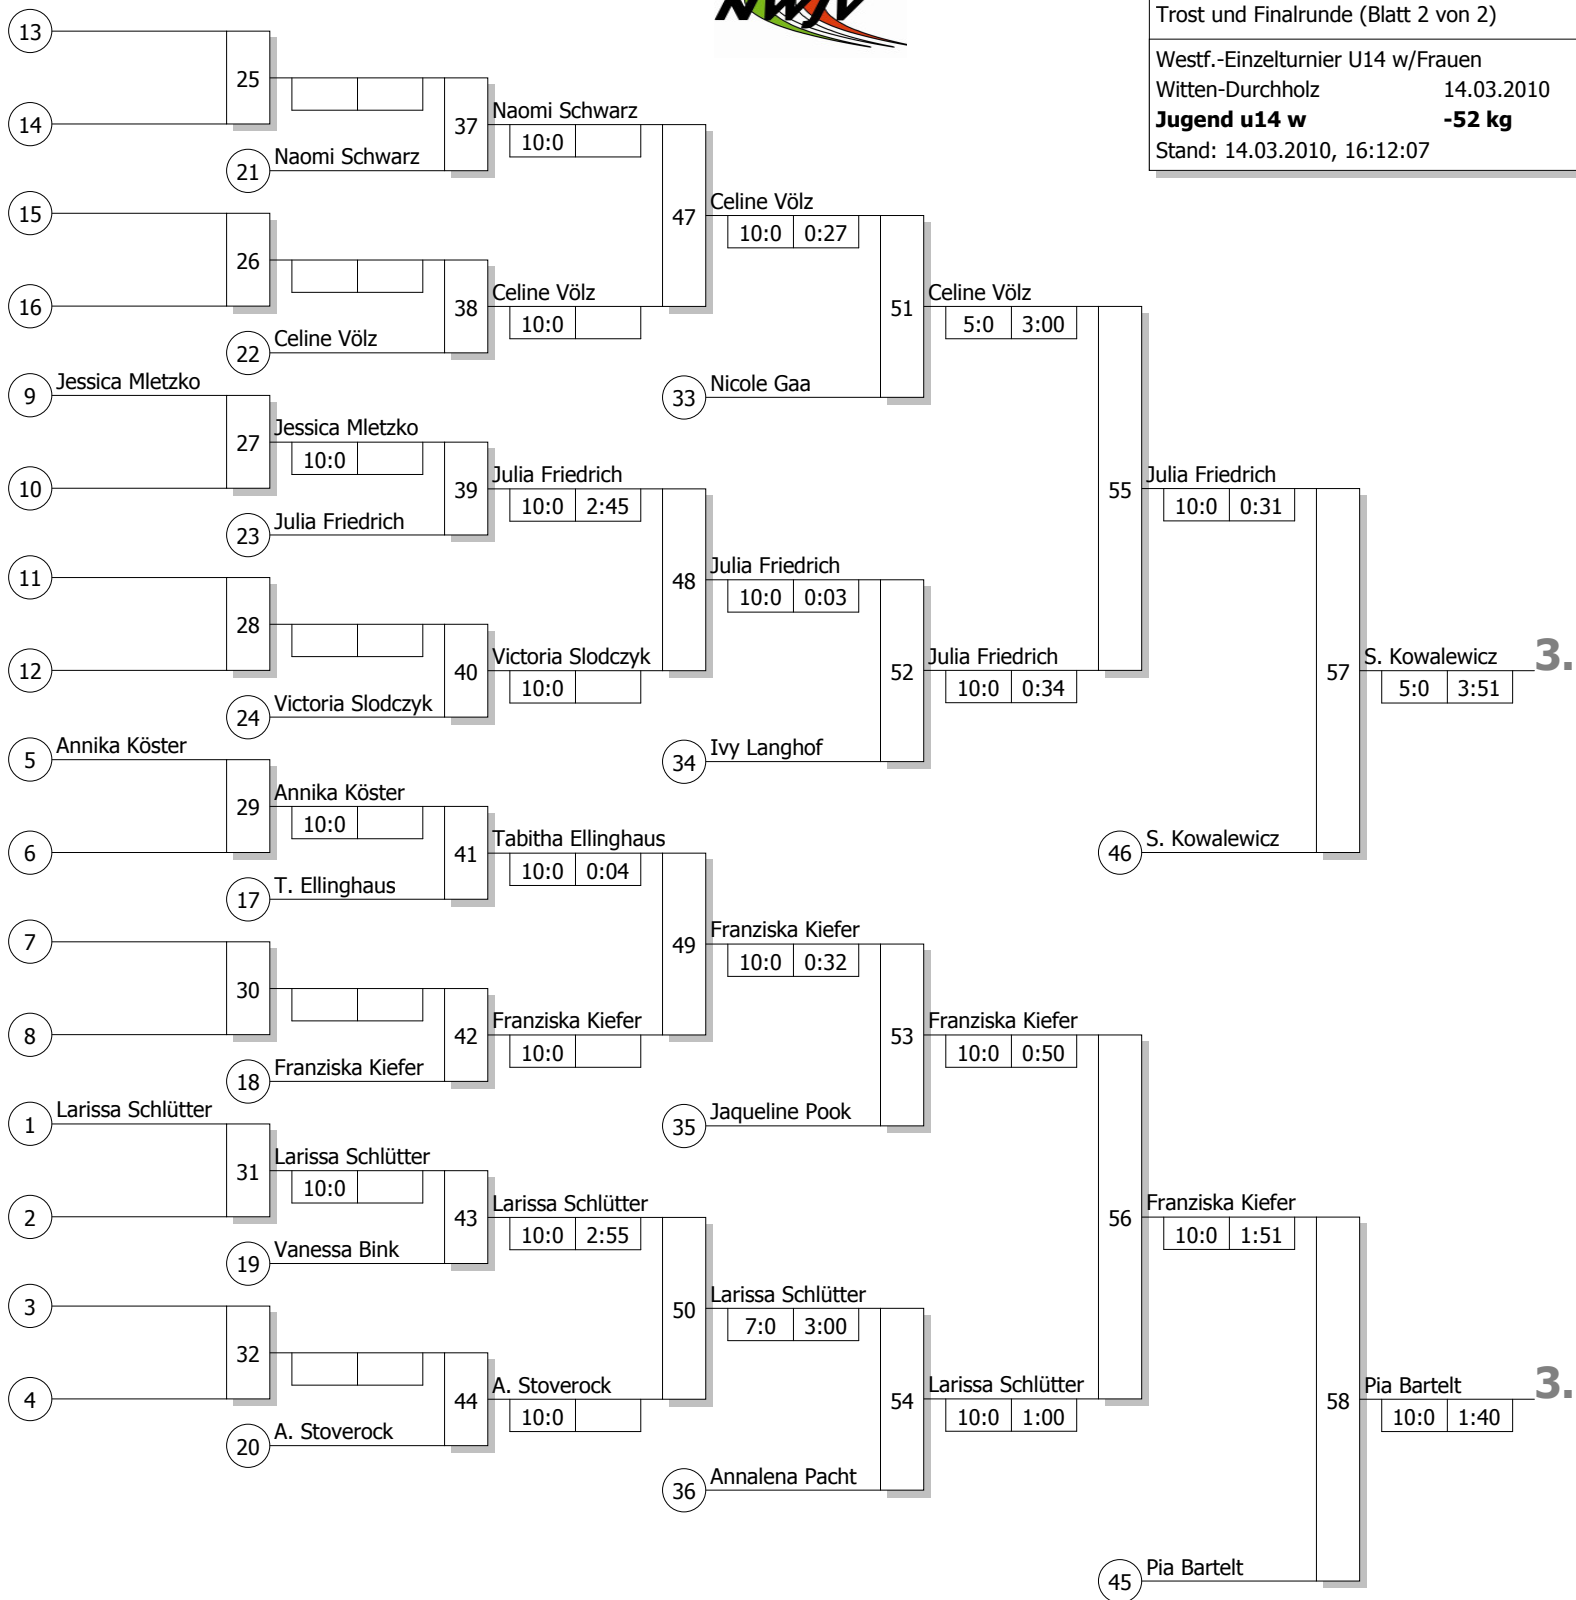 NWJV
Trost und Finalrunde (Blatt 2 von 2)
Westf.-Einzelturnier U14 w/Frauen
Witten-Durchholz 14.03.2010
Jugend u14 w -52 kg
Stand: 14.03.2010, 16:12:07
13
25
14
37
Naomi Schwarz
10:0
21
Naomi Schwarz
15
47
Celine Völz
10:0 0:27
26
16
38
Celine Völz
10:0
51
Celine Völz
5:0 3:00
22
Celine Völz
9
Jessica Mletzko
33
Nicole Gaa
27
Jessica Mletzko
10:0
10
39
Julia Friedrich
10:0 2:45
55
Julia Friedrich
10:0 0:31
23
Julia Friedrich
11
48
Julia Friedrich
10:0 0:03
28
12
40
Victoria Slodczyk
10:0
52
Julia Friedrich
10:0 0:34
57
S. Kowalewicz
5:0 3:51
3.
24
Victoria Slodczyk
5
Annika Köster
34
Ivy Langhof
29
Annika Köster
10:0
6
41
Tabitha Ellinghaus
10:0 0:04
46
S. Kowalewicz
17
T. Ellinghaus
7
49
Franziska Kiefer
10:0 0:32
30
8
42
Franziska Kiefer
10:0
53
Franziska Kiefer
10:0 0:50
18
Franziska Kiefer
1
Larissa Schlütter
35
Jaqueline Pook
31
Larissa Schlütter
10:0
2
43
Larissa Schlütter
10:0 2:55
56
Franziska Kiefer
10:0 1:51
19
Vanessa Bink
3
50
Larissa Schlütter
7:0 3:00
32
4
44
A. Stoverock
10:0
54
Larissa Schlütter
10:0 1:00
58
Pia Bartelt
10:0 1:40
3.
20
A. Stoverock
36
Annalena Pacht
45
Pia Bartelt